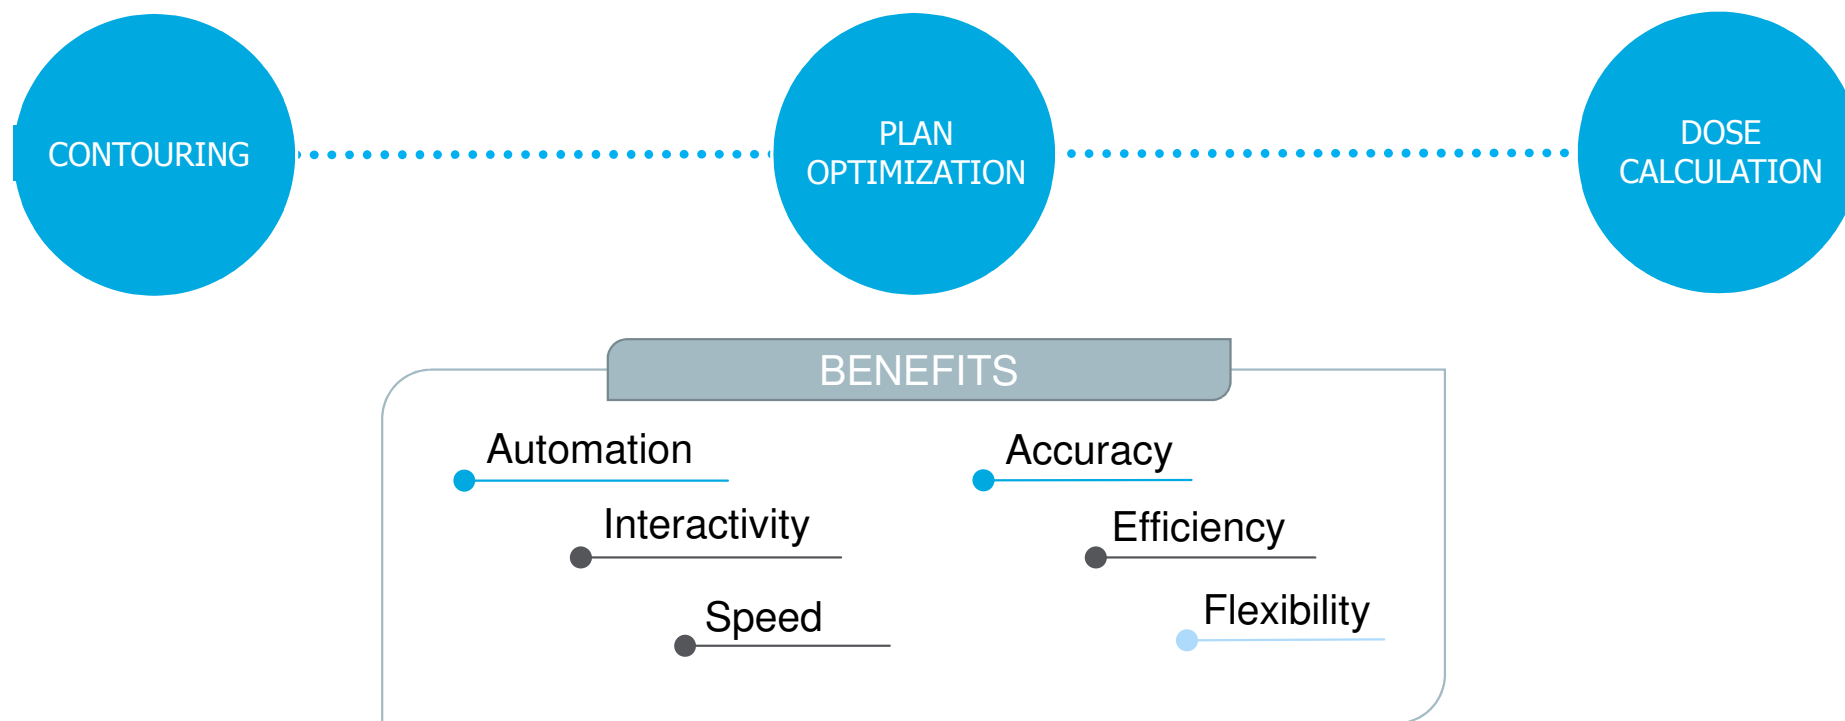 CONTOURING
PLAN
OPTIMIZATION
DOSE
CALCULATION
BENEFITS
Automation
Interactivity
Speed
Accuracy
Efficiency
Flexibility